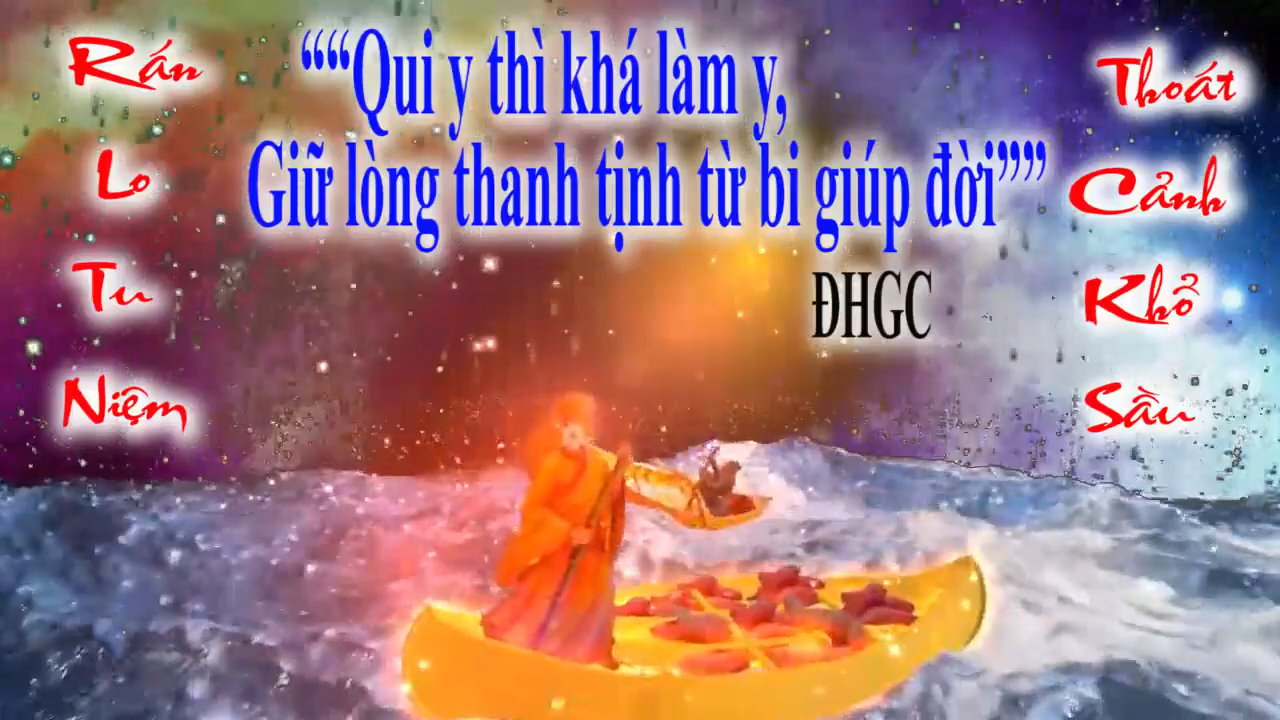 Rán
Lo
Tu
Niệm
““Qui y thì khá làm y,
Giữ lòng thanh tịnh từ bi giúp đời””
ĐHGC
Thoát
Cảnh
Khổ
Sầu